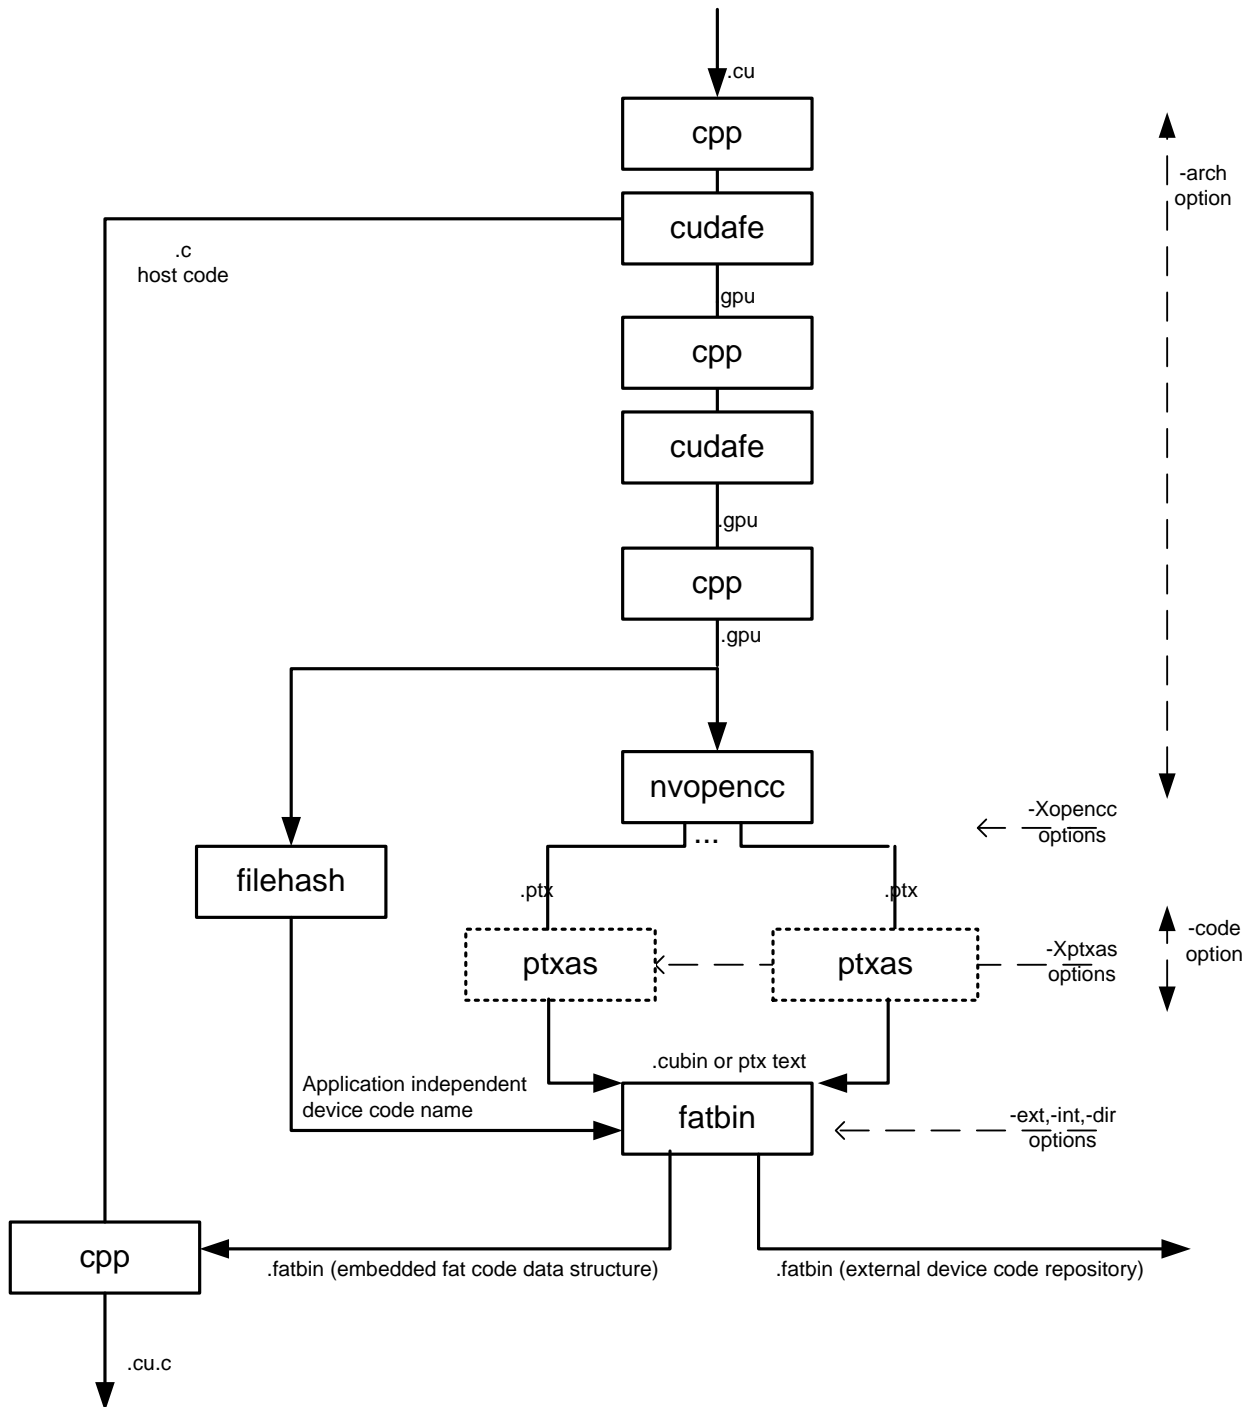 .cu
cpp
-arch
option
cudafe
.c
host code
.gpu
cpp
cudafe
.gpu
cpp
.gpu
nvopencc
-Xopencc
options
...
filehash
.ptx
.ptx
-code
option
ptxas
ptxas
-Xptxas
options
.cubin or ptx text
Application independent
device code name
fatbin
-ext,-int,-dir
options
cpp
.fatbin (embedded fat code data structure)
.fatbin (external device code repository)
.cu.c